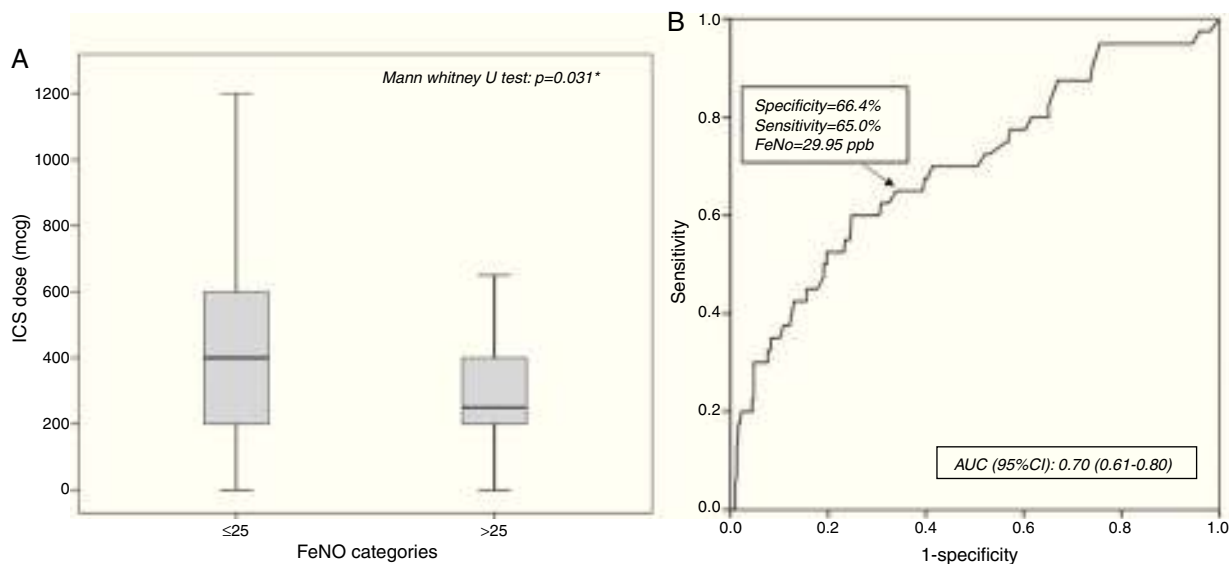 A
Mann whitney U test: p=0.031*
ICS dose (mcg)
1200
1000
800
600
400
200
0
≤25
>25
FeNO categories
B
Sensitivity
1.0
0.8
0.6
0.4
0.2
0.0
Specificity=66.4%
Sensitivity=65.0%
FeNo=29.95 ppb
AUC (95%CI): 0.70 (0.61-0.80)
0.0
0.2
0.4
0.6
0.8
1.0
1-specificity